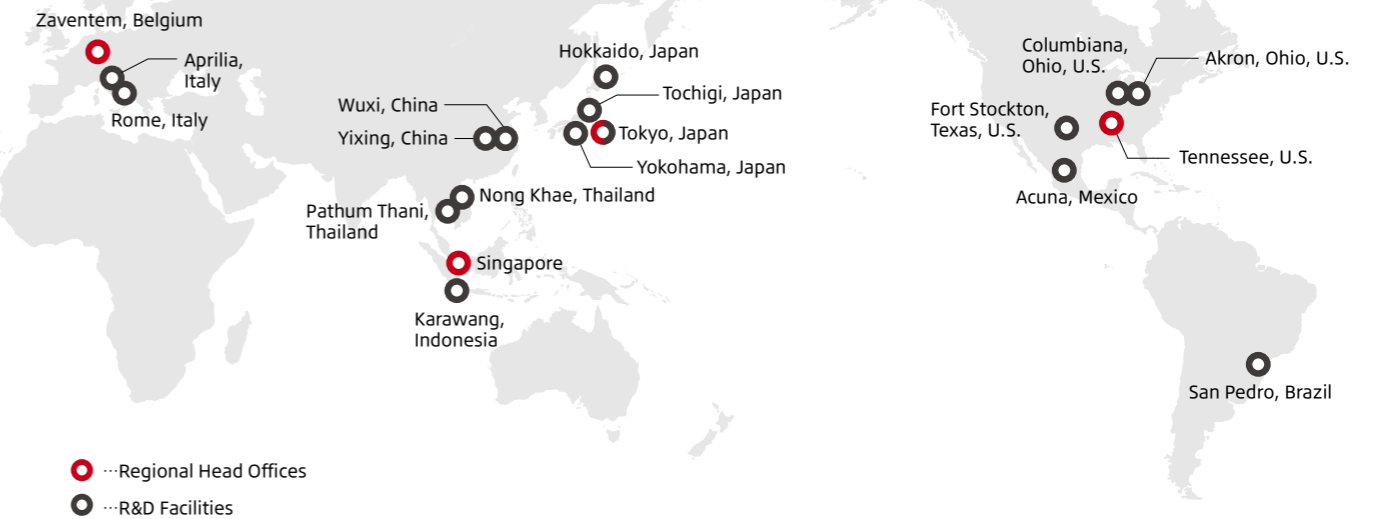 Zaventem, Belgium
Aprilia,
Italy
Rome, Italy
Hokkaido, Japan
Tochigi, Japan
Wuxi, China
Yixing, China
Tokyo, Japan
Yokohama, Japan
Nong Khae, Thailand
Pathum Thani,
Thailand
Singapore
Karawang,
Indonesia
Columbiana,
Ohio, U.S.
Akron, Ohio, U.S.
Fort Stockton,
Texas, U.S.
Tennessee, U.S.
Acuna, Mexico
San Pedro, Brazil
···Regional Head Offices
···R&D Facilities